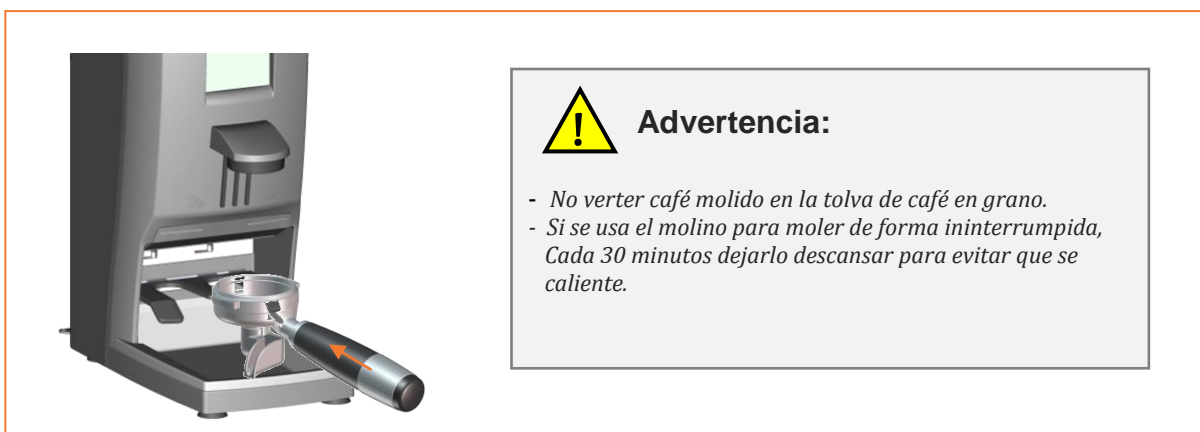 !
Advertencia:
- No verter café molido en la tolva de café en grano.
- Si se usa el molino para moler de forma ininterrumpida,
Cada 30 minutos dejarlo descansar para evitar que se
caliente.